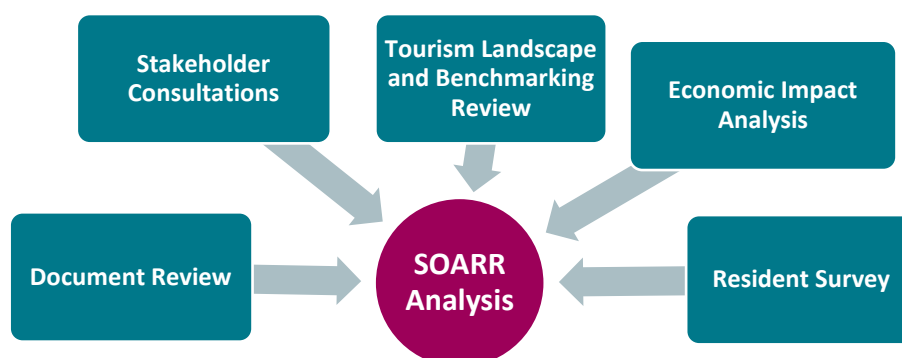 Stakeholder
Consultations
Tourism Landscape
and Benchmarking
Review
Economic Impact
Analysis
Document Review
SOARR
Analysis
Resident Survey